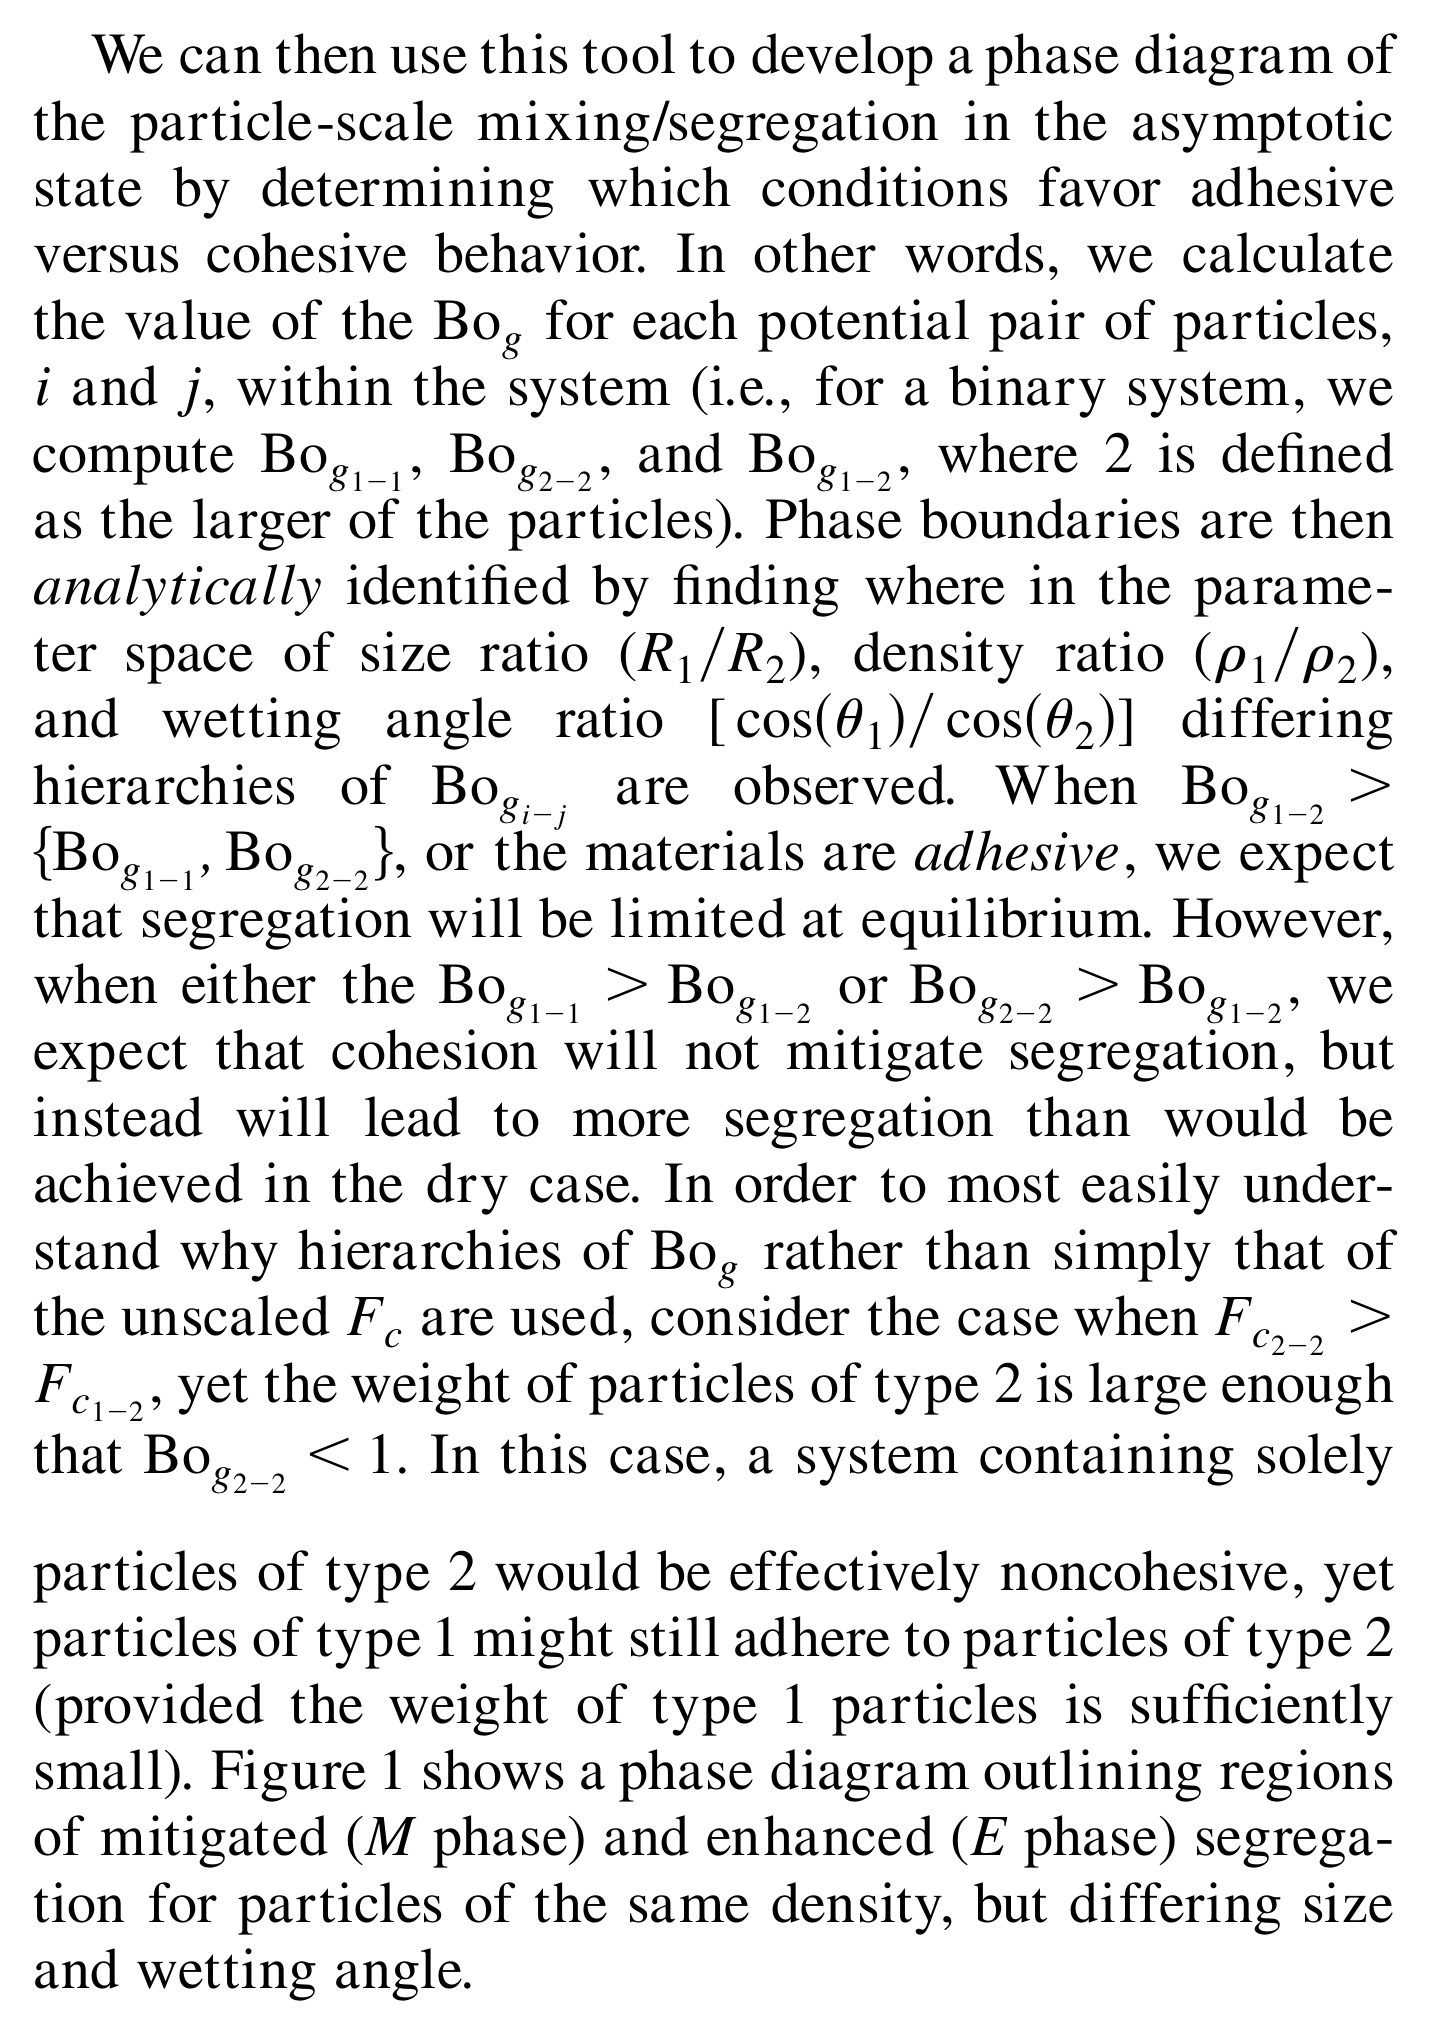 We can then use this tool to develop a phase diagram of
the particle-scale mixing/segregation in the asymptotic
state by determining which conditions favor adhesive
versus cohesive behavior. In other words, we calculate
the value of the Bo_g for each potential pair of particles,
i and j, within the system (i.e., for a binary system, we
compute Bo_{g_{1−1}}, Bo_{g_{2−2}}, and Bo_{g_{1−2}}, where 2 is defined
as the larger of the particles). Phase boundaries are then
analytically identified by finding where in the parame-
ter space of size ratio (R_1/R_2), density ratio (ρ_1/ρ_2),
and wetting angle ratio [cos(θ_1)/cos(θ_2)] differing
hierarchies of Bo_{g_{i−j}} are observed. When Bo_{g_{1−2}} >
{Bo_{g_{1−1}}, Bo_{g_{2−2}}}, or the materials are adhesive, we expect
that segregation will be limited at equilibrium. However,
when either the Bo_{g_{1−1}} > Bo_{g_{1−2}} or Bo_{g_{2−2}} > Bo_{g_{1−2}}, we
expect that cohesion will not mitigate segregation, but
instead will lead to more segregation than would be
achieved in the dry case. In order to most easily under-
stand why hierarchies of Bo_g rather than simply that of
the unscaled F_c are used, consider the case when F_{c_{2−2}} >
F_{c_{1−2}}, yet the weight of particles of type 2 is large enough
that Bo_{g_{2−2}} < 1. In this case, a system containing solely
particles of type 2 would be effectively noncohesive, yet
particles of type 1 might still adhere to particles of type 2
(provided the weight of type 1 particles is sufficiently
small). Figure 1 shows a phase diagram outlining regions
of mitigated (M phase) and enhanced (E phase) segrega-
tion for particles of the same density, but differing size
and wetting angle.